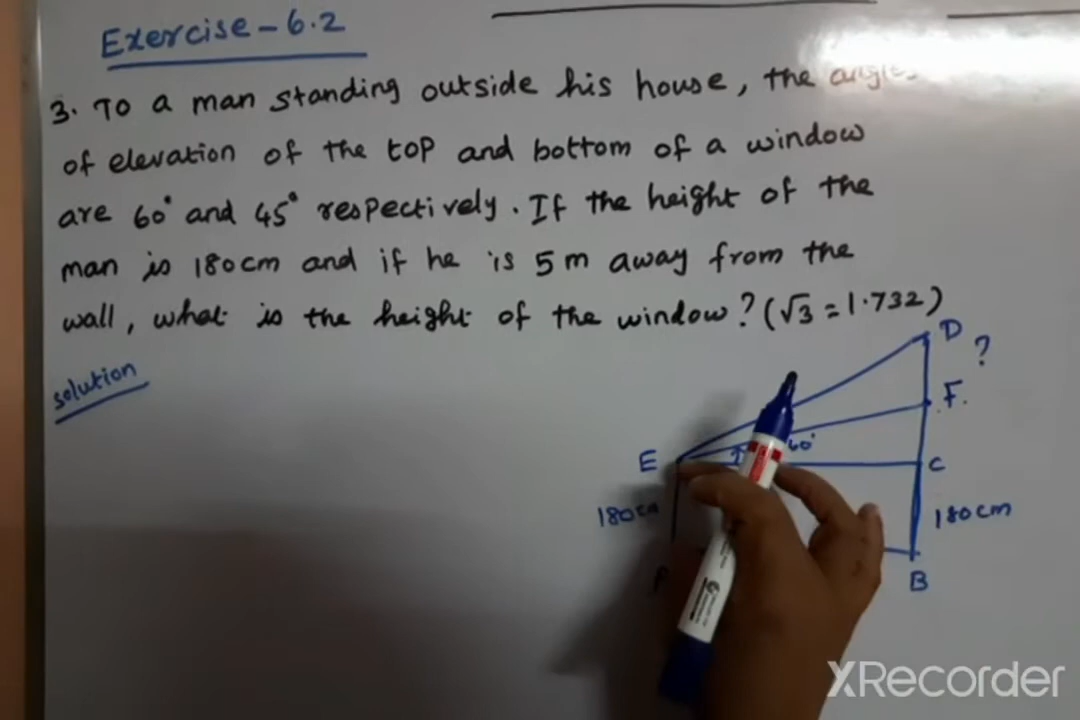 Exercise-6.2
3. To a man standing outside his house, the angle
of elevation of the top and bottom of a window
are 60° and 45° respectively. If the height of the
man is 180cm and if he is 5m away from the
wall, what is the height of the window? (√3 = 1.732)
solution
D
?
F.
60°
E
C
180cm
180cm
B
XRecorder